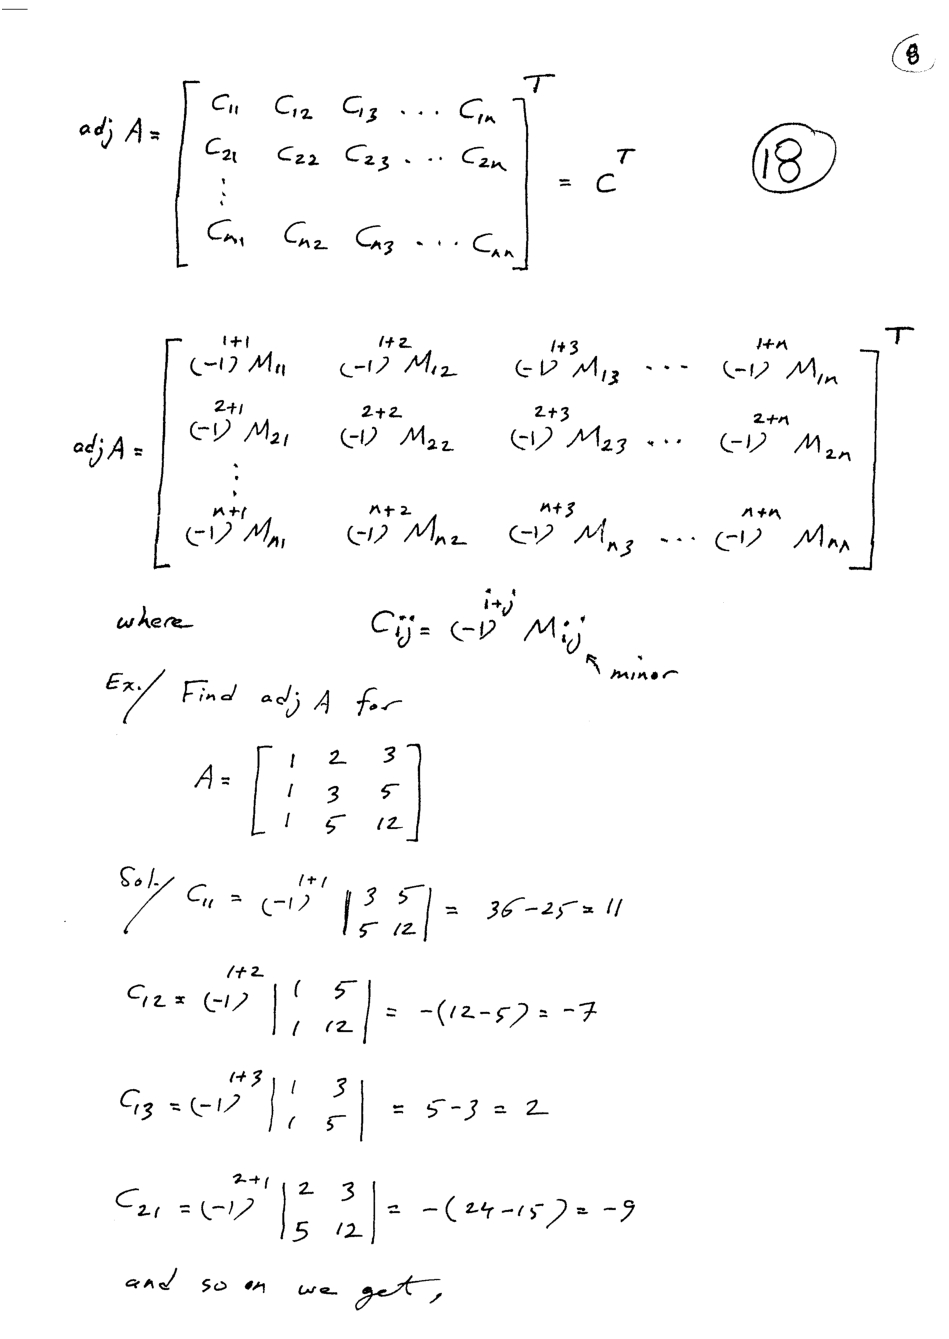 8
18
adj A = [ C₁₁ C₁₂ C₁₃ ... C₁ₙ
C₂₁ C₂₂ C₂₃ ... C₂ₙ
⋮
Cₙ₁ Cₙ₂ Cₙ₃ ... Cₙₙ ]ᵀ = Cᵀ
adj A = [ (-1)¹⁺¹ M₁₁ (-1)¹⁺² M₁₂ (-1)¹⁺³ M₁₃ ... (-1)¹⁺ⁿ M₁ₙ
(-1)²⁺¹ M₂₁ (-1)²⁺² M₂₂ (-1)²⁺³ M₂₃ ... (-1)²⁺ⁿ M₂ₙ
⋮
(-1)ⁿ⁺¹ Mₙ₁ (-1)ⁿ⁺² Mₙ₂ (-1)ⁿ⁺³ Mₙ₃ ... (-1)ⁿ⁺ⁿ Mₙₙ ]ᵀ
where Cᵢⱼ = (-1)ⁱ⁺ʲ Mᵢⱼ
↖ minor
Ex./ Find adj A for
A = [ 1 2 3
1 3 5
1 5 12 ]
Sol./ C₁₁ = (-1)¹⁺¹ | 3 5
5 12 | = 36-25 = 11
C₁₂ = (-1)¹⁺² | 1 5
1 12 | = -(12-5) = -7
C₁₃ = (-1)¹⁺³ | 1 3
1 5 | = 5-3 = 2
C₂₁ = (-1)²⁺¹ | 2 3
5 12 | = -(24-15) = -9
and so on we get,